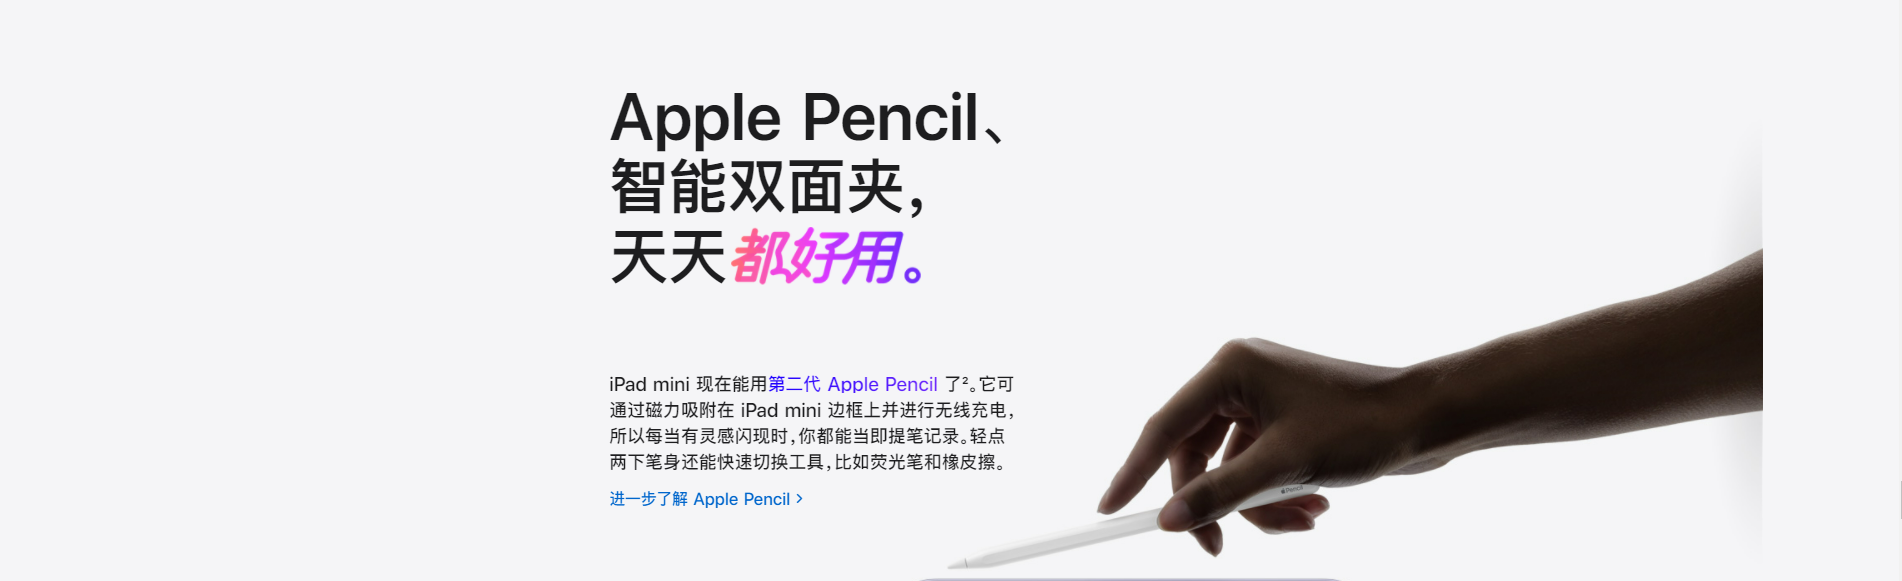 Apple Pencil、
智能双面夹，
天天都好用。
iPad mini 现在能用第二代 Apple Pencil 了²。它可
通过磁力吸附在 iPad mini 边框上并进行无线充电，
所以每当有灵感闪现时，你都能当即提笔记录。轻点
两下笔身还能快速切换工具，比如荧光笔和橡皮擦。
进一步了解 Apple Pencil >
Pencil